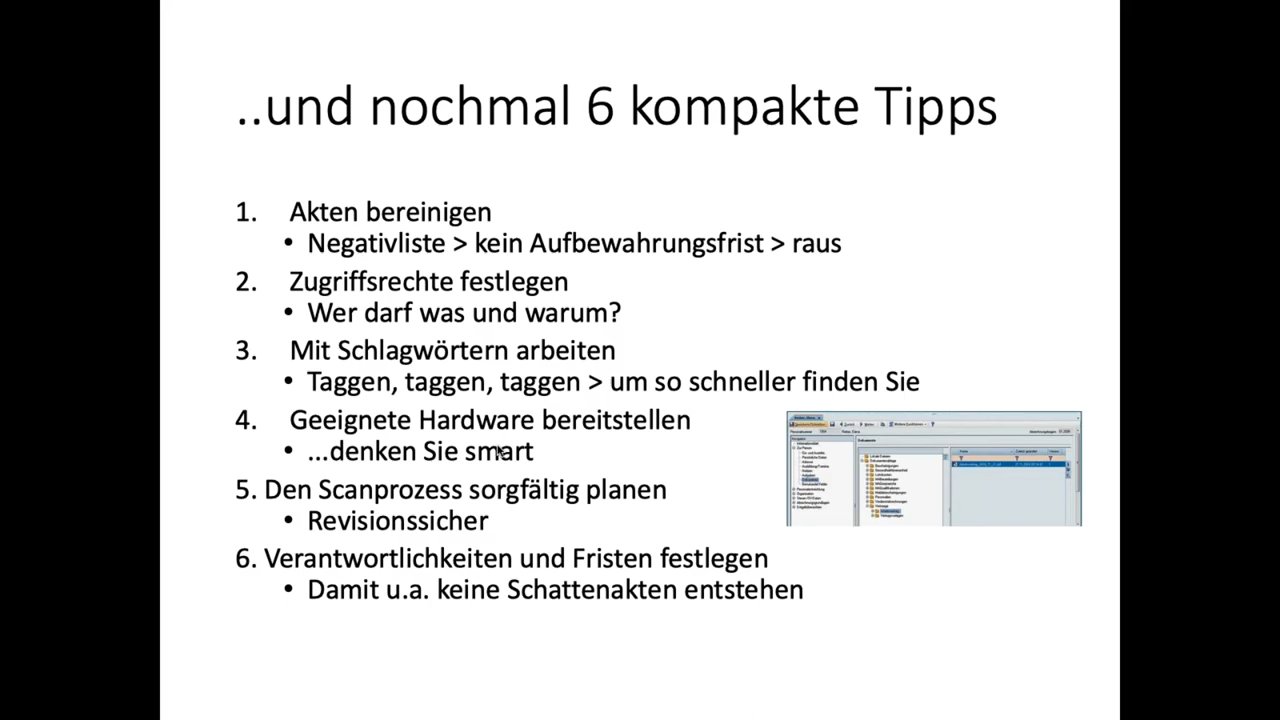 ..und nochmal 6 kompakte Tipps
1. Akten bereinigen
• Negativliste > kein Aufbewahrungsfrist > raus
2. Zugriffsrechte festlegen
• Wer darf was und warum?
3. Mit Schlagwörtern arbeiten
• Taggen, taggen, taggen > um so schneller finden Sie
4. Geeignete Hardware bereitstellen
• ...denken Sie smart
5. Den Scanprozess sorgfältig planen
• Revisionssicher
6. Verantwortlichkeiten und Fristen festlegen
• Damit u.a. keine Schattenakten entstehen